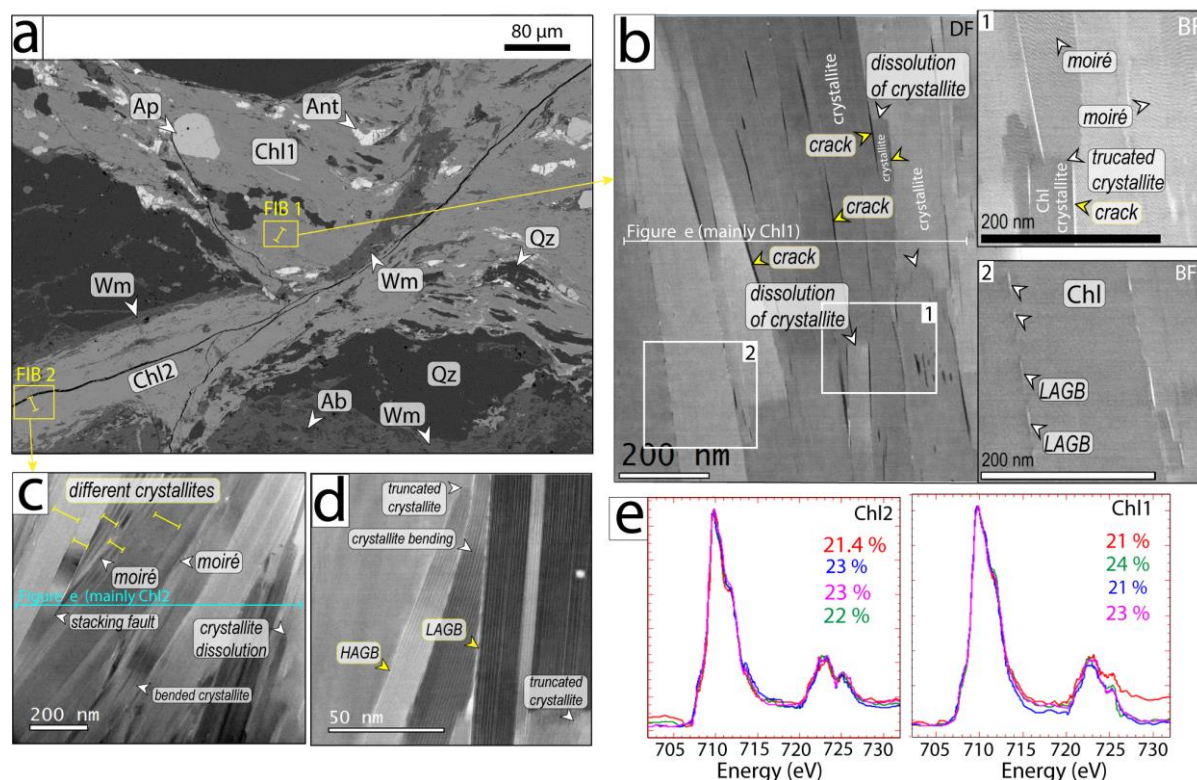 a
80 µm
Ap
Ant
Chl1
FIB 1
Qz
Wm
Wm
Chl2
FIB 2
Qz
Ab
Wm
b
DF
dissolution
of crystallite
crystallite
crack
crystallite
crack
crystallite
Figure e (mainly Chl1)
crack
dissolution
of crystallite
1
2
200 nm
1
BF
moiré
moiré
trucated
crystallite
Chl
crystallite
crack
200 nm
2
BF
Chl
LAGB
LAGB
200 nm
c
different crystallites
moiré
moiré
Figure e (mainly Chl2
stacking fault
crystallite
dissolution
bended crystallite
200 nm
d
truncated
crystallite
crystallite bending
LAGB
HAGB
truncated
crystallite
50 nm
e
Chl2
21.4 %
23 %
23 %
22 %
705 710 715 720 725 730
Energy (eV)
Chl1
21 %
24 %
21 %
23 %
705 710 715 720 725 730
Energy (eV)